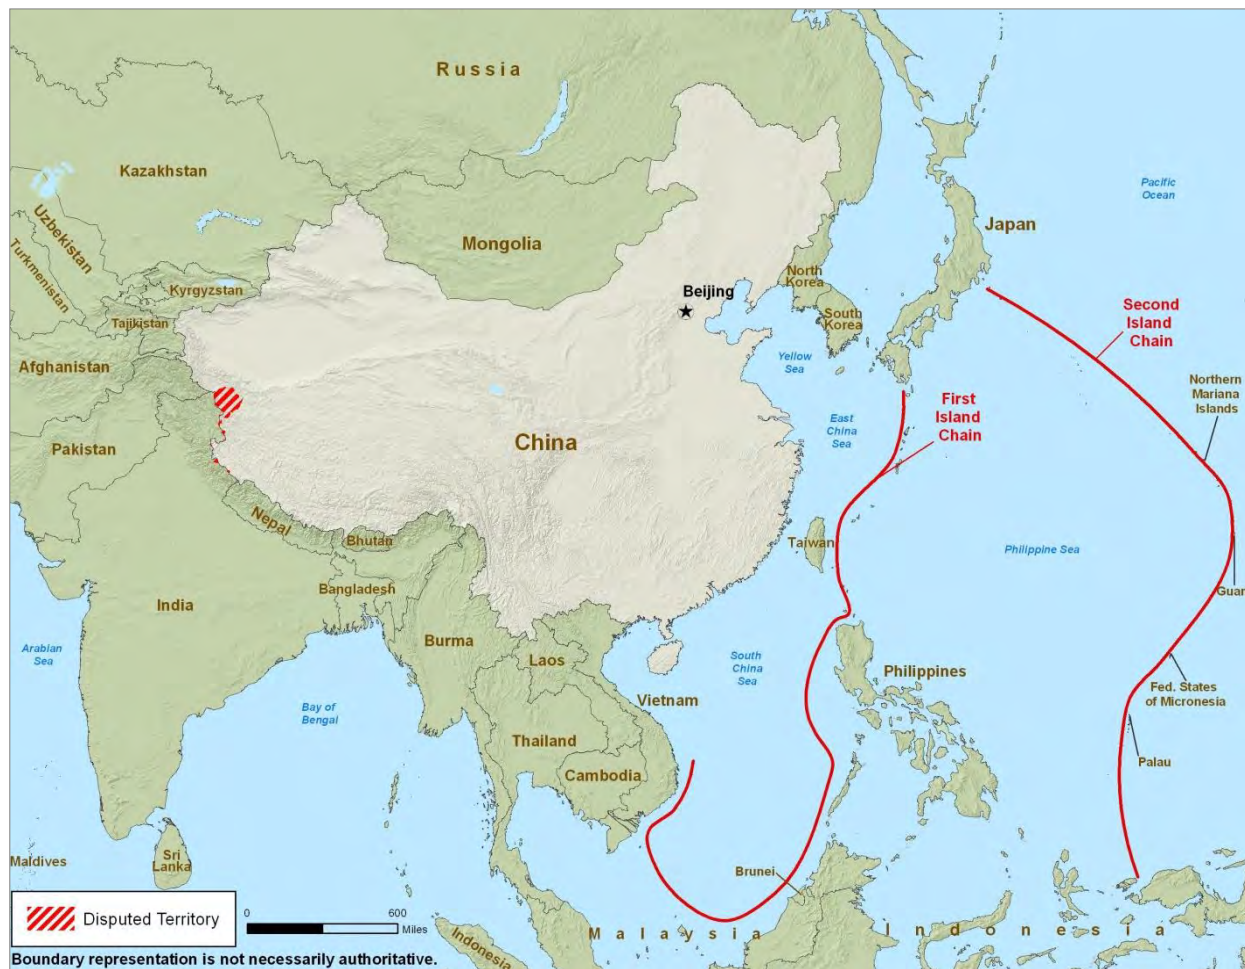 Russia
Kazakhstan
Pacific
Ocean
Uzbekistan
Japan
Turkmenistan
Mongolia
North
Korea
Kyrgyzstan
Beijing
South
Korea
Second
Island
Chain
Tajikistan
Afghanistan
Yellow
Sea
Northern
Mariana
Islands
First
Island
Chain
East
China
Sea
China
Pakistan
Nepal
Bhutan
Taiwan
Philippine Sea
Bangladesh
India
Guar
Burma
Arabian
Sea
Laos
South
China
Sea
Philippines
Fed. States
of Micronesia
Vietnam
Bay of
Bengal
Thailand
Palau
Cambodia
Maldives
Sri
Lanka
Brunei
Disputed Territory
0
600
Miles
Malaysia
Indonesia
Indonesia
Boundary representation is not necessarily authoritative.